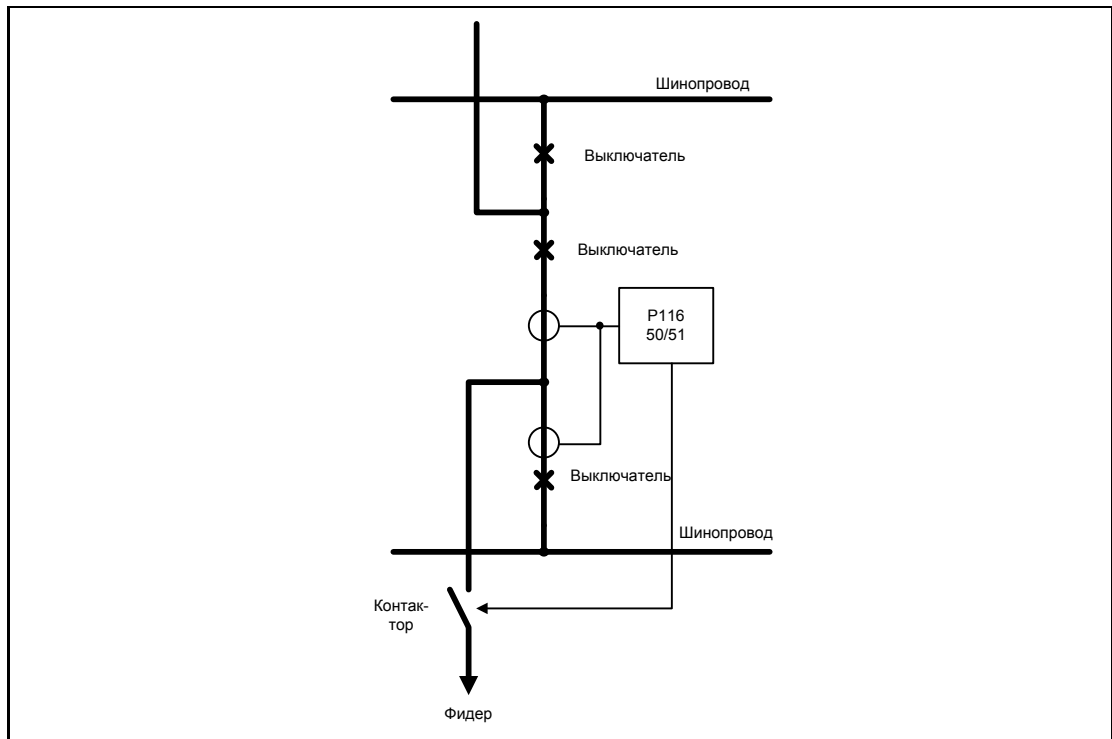 Шинопровод
Выключатель
Выключатель
P116
50/51
Выключатель
Шинопровод
Контак-
тор
Фидер